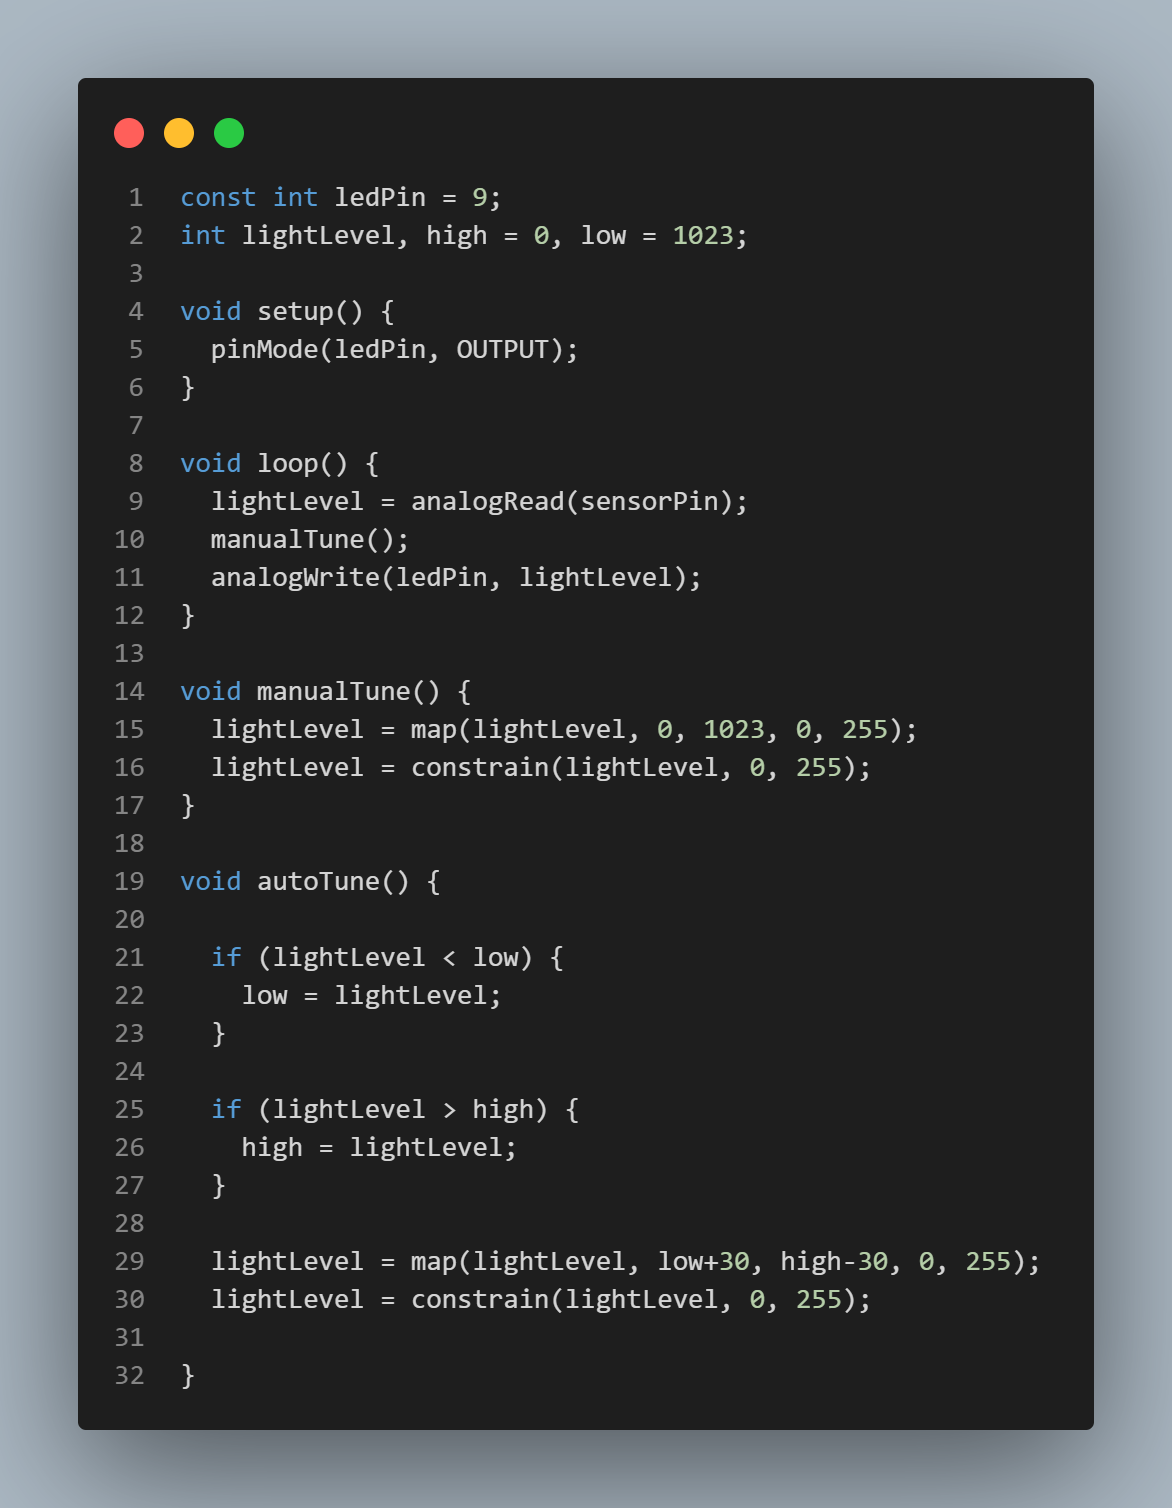 1 const int ledPin = 9;
2 int lightLevel, high = 0, low = 1023;
3
4 void setup() {
5   pinMode(ledPin, OUTPUT);
6 }
7
8 void loop() {
9   lightLevel = analogRead(sensorPin);
10   manualTune();
11   analogWrite(ledPin, lightLevel);
12 }
13
14 void manualTune() {
15   lightLevel = map(lightLevel, 0, 1023, 0, 255);
16   lightLevel = constrain(lightLevel, 0, 255);
17 }
18
19 void autoTune() {
20
21   if (lightLevel < low) {
22     low = lightLevel;
23   }
24
25   if (lightLevel > high) {
26     high = lightLevel;
27   }
28
29   lightLevel = map(lightLevel, low+30, high-30, 0, 255);
30   lightLevel = constrain(lightLevel, 0, 255);
31
32 }